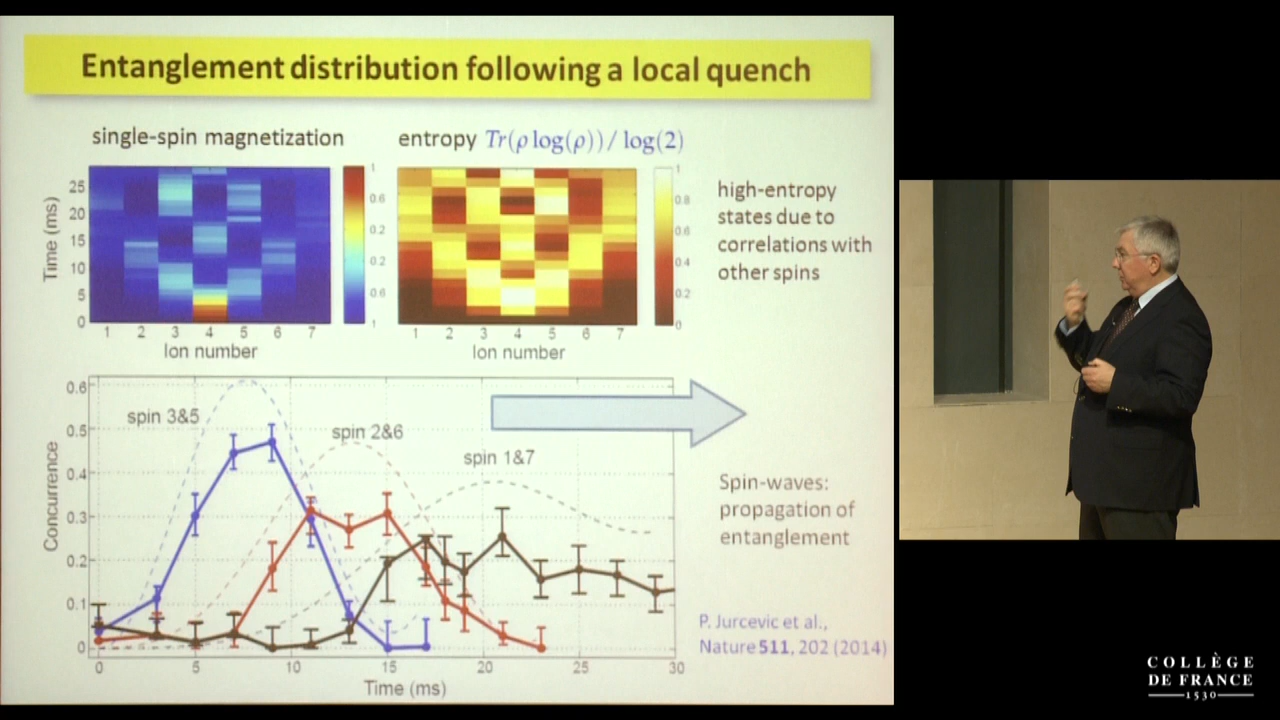 Entanglement distribution following a local quench
single-spin magnetization
entropy Tr(ρ log(ρ)) / log(2)
Time (ms)
25
20
15
10
5
0
1
0.6
0.2
0.2
0.6
1
1 2 3 4 5 6 7
Ion number
1
0.8
0.6
0.4
0.2
0
1 2 3 4 5 6 7
Ion number
high-entropy
states due to
correlations with
other spins
Concurrence
0.6
0.5
0.4
0.3
0.2
0.1
0
spin 3&5
spin 2&6
spin 1&7
0 5 10 15 20 25 30
Time (ms)
Spin-waves:
propagation of
entanglement
P. Jurcevic et al.,
Nature 511, 202 (2014)
COLLÈGE
DE FRANCE
1530